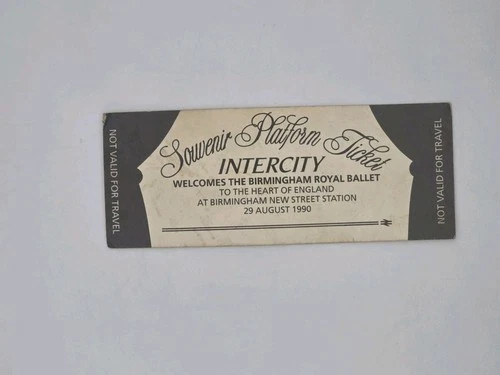 Souvenir Platform Ticket
INTERCITY
WELCOMES THE BIRMINGHAM ROYAL BALLET
TO THE HEART OF ENGLAND
AT BIRMINGHAM NEW STREET STATION
29 AUGUST 1990
NOT VALID FOR TRAVEL
NOT VALID FOR TRAVEL